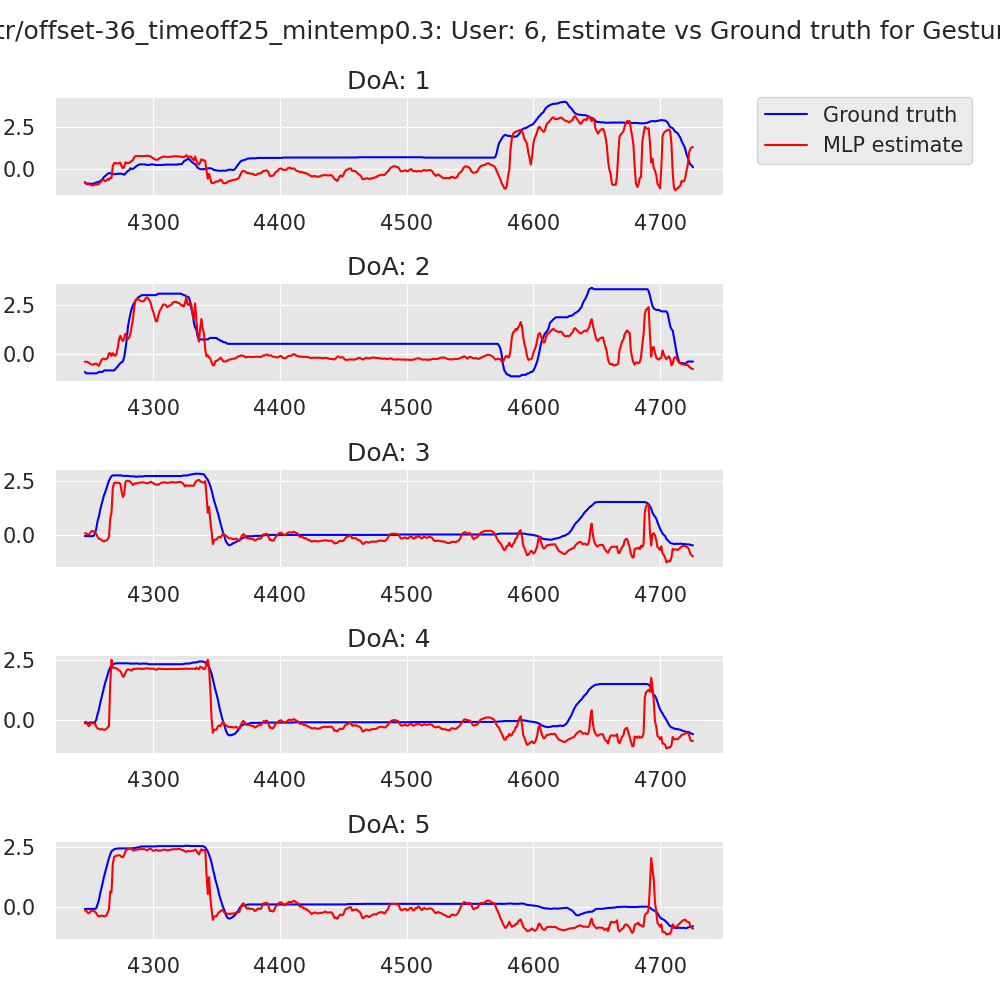 tr/offset-36_timeoff25_mintemp0.3: User: 6, Estimate vs Ground truth for Gestur
DoA: 1
Ground truth
MLP estimate
2.5
0.0
4300 4400 4500 4600 4700
DoA: 2
2.5
0.0
4300 4400 4500 4600 4700
DoA: 3
2.5
0.0
4300 4400 4500 4600 4700
DoA: 4
2.5
0.0
4300 4400 4500 4600 4700
DoA: 5
2.5
0.0
4300 4400 4500 4600 4700